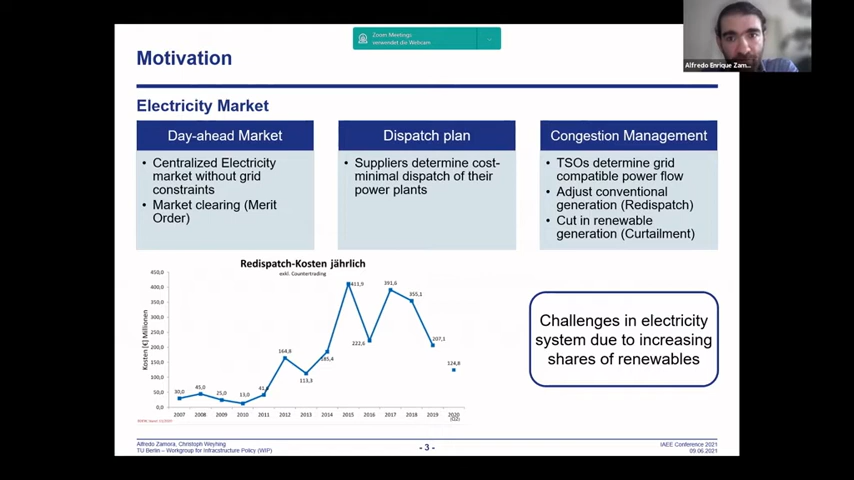 Zoom Meetings
verwendet die Webcam.
Alfredo Enrique Zam...
Motivation
Electricity Market
Day-ahead Market
• Centralized Electricity
market without grid
constraints
• Market clearing (Merit
Order)
Dispatch plan
• Suppliers determine cost-
minimal dispatch of their
power plants
Congestion Management
• TSOs determine grid
compatible power flow
• Adjust conventional
generation (Redispatch)
• Cut in renewable
generation (Curtailment)
Redispatch-Kosten jährlich
exkl. Countertrading
Kosten [€] Millionen
450,0
400,0
350,0
300,0
250,0
200,0
150,0
100,0
50,0
0,0
30,0
45,0
25,0
13,0
41,6
164,8
113,3
185,4
411,9
222,6
391,6
355,1
207,1
124,8
2007 2008 2009 2010 2011 2012 2013 2014 2015 2016 2017 2018 2019 2020
(Q2)
Challenges in electricity
system due to increasing
shares of renewables
Alfredo Zamora, Christoph Weyhing
TU Berlin – Workgroup for Infrastructure Policy (WIP)
- 3 -
IAEE Conference 2021
09.06.2021